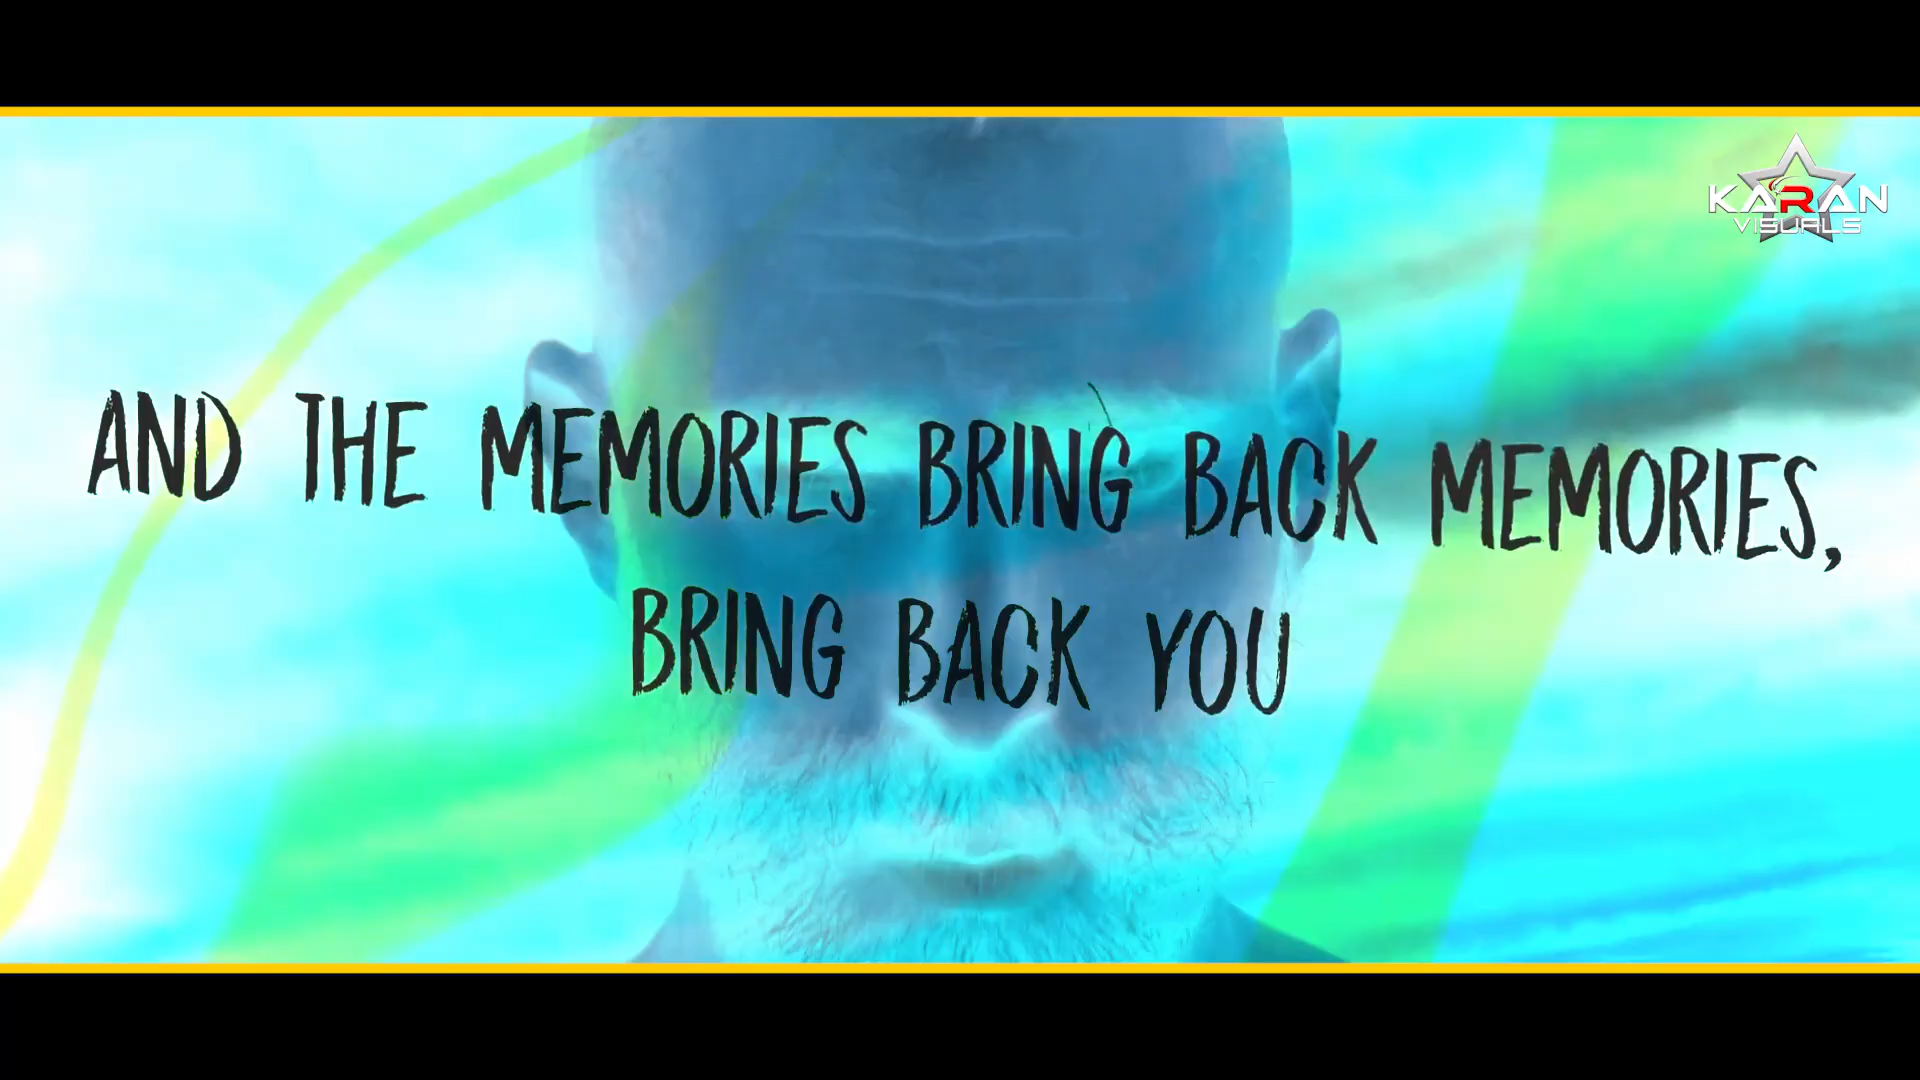 KARAN
VISUALS
AND THE MEMORIES BRING BACK MEMORIES,
BRING BACK YOU